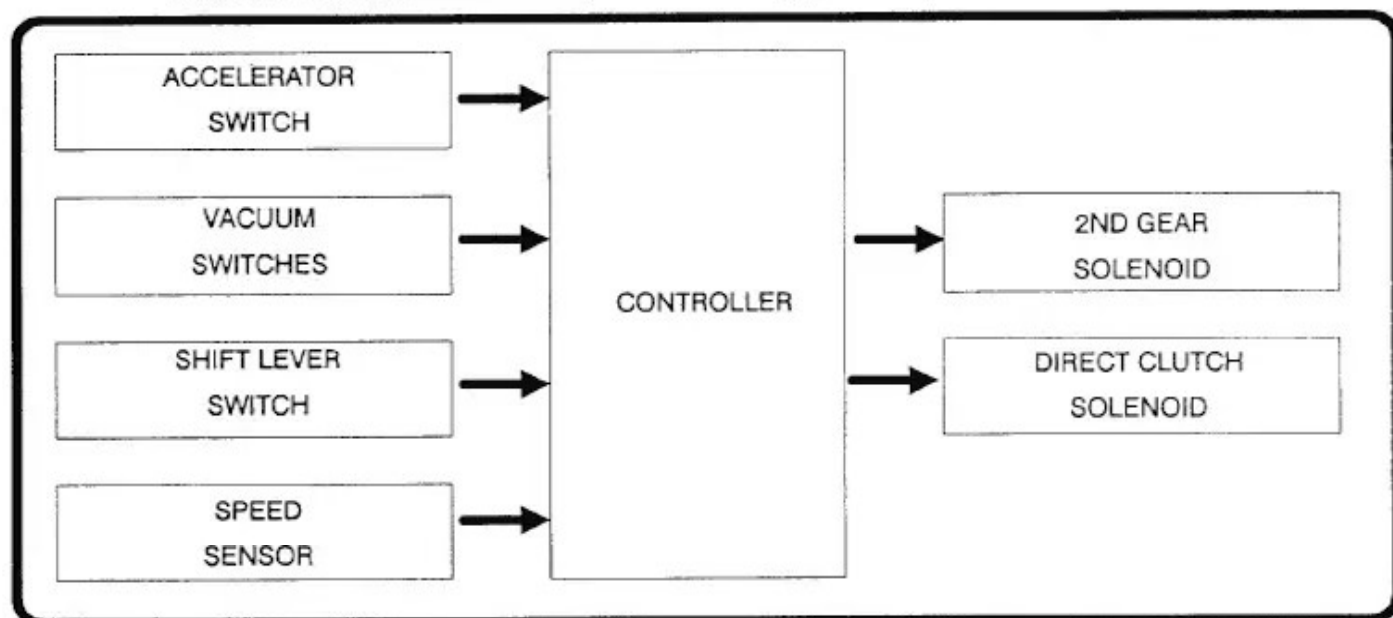 ACCELERATOR
SWITCH
VACUUM
SWITCHES
SHIFT LEVER
SWITCH
SPEED
SENSOR
CONTROLLER
2ND GEAR
SOLENOID
DIRECT CLUTCH
SOLENOID